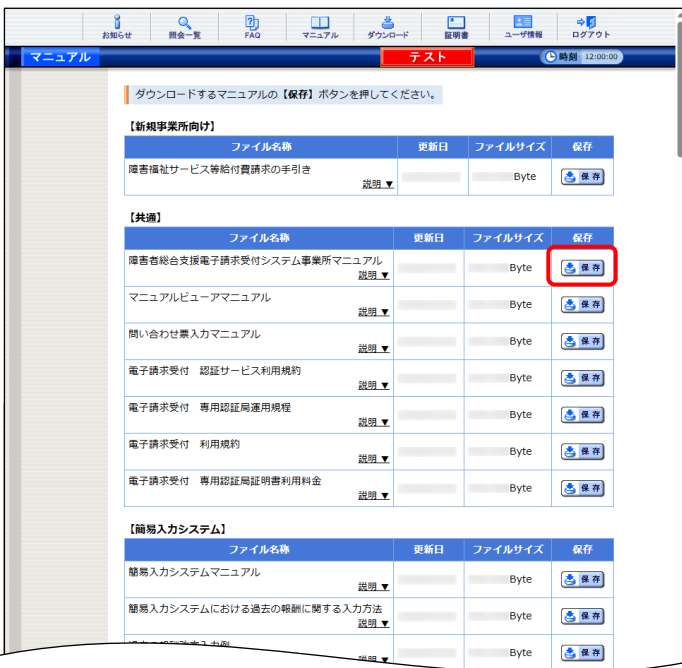 お知らせ 照会一覧 FAQ マニュアル ダウンロード 証明書 ユーザ情報 ログアウト
マニュアル テスト 時刻 12:00:00
ダウンロードするマニュアルの【保存】ボタンを押してください。
【新規事業所向け】
ファイル名称 更新日 ファイルサイズ 保存
障害福祉サービス等給付費請求の手引き
説明 ▼ Byte 保存
【共通】
ファイル名称 更新日 ファイルサイズ 保存
障害者総合支援電子請求受付システム事業所マニュアル
説明 ▼ Byte 保存
マニュアルビューアマニュアル
説明 ▼ Byte 保存
問い合わせ票入力マニュアル
説明 ▼ Byte 保存
電子請求受付 認証サービス利用規約
説明 ▼ Byte 保存
電子請求受付 専用認証局運用規程
説明 ▼ Byte 保存
電子請求受付 利用規約
説明 ▼ Byte 保存
電子請求受付 専用認証局証明書利用料金
説明 ▼ Byte 保存
【簡易入力システム】
ファイル名称 更新日 ファイルサイズ 保存
簡易入力システムマニュアル
説明 ▼ Byte 保存
簡易入力システムにおける過去の報酬に関する入力方法
説明 ▼ Byte 保存
説明 Byte 保存